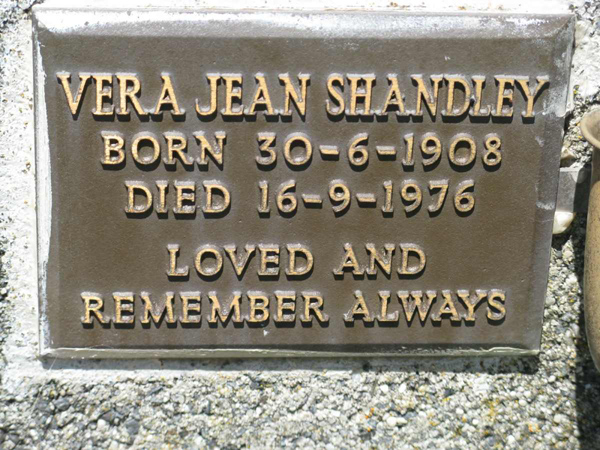 VERA JEAN SHANDLEY
BORN 30-6-1908
DIED 16-9-1976
LOVED AND
REMEMBER ALWAYS